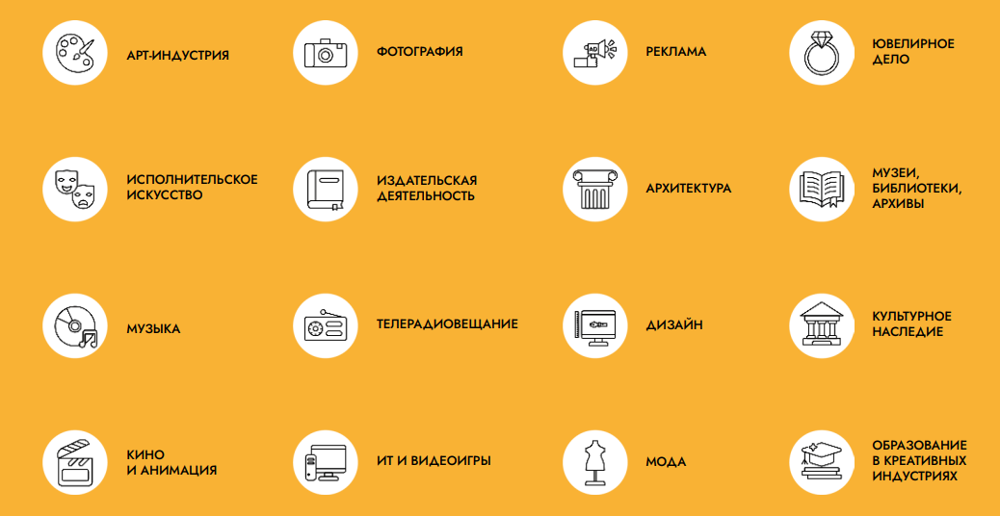 АРТ-ИНДУСТРИЯ
ФОТОГРАФИЯ
РЕКЛАМА
ЮВЕЛИРНОЕ
ДЕЛО
ИСПОЛНИТЕЛЬСКОЕ
ИСКУССТВО
ИЗДАТЕЛЬСКАЯ
ДЕЯТЕЛЬНОСТЬ
АРХИТЕКТУРА
МУЗЕИ,
БИБЛИОТЕКИ,
АРХИВЫ
МУЗЫКА
ТЕЛЕРАДИОВЕЩАНИЕ
ДИЗАЙН
КУЛЬТУРНОЕ
НАСЛЕДИЕ
КИНО
И АНИМАЦИЯ
ИТ И ВИДЕОИГРЫ
МОДА
ОБРАЗОВАНИЕ
В КРЕАТИВНЫХ
ИНДУСТРИЯХ
AD